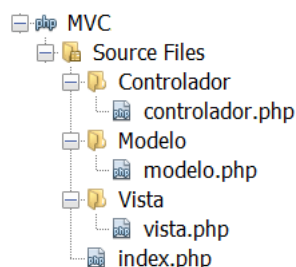 MVC
Source Files
Controlador
controlador.php
Modelo
modelo.php
Vista
vista.php
index.php